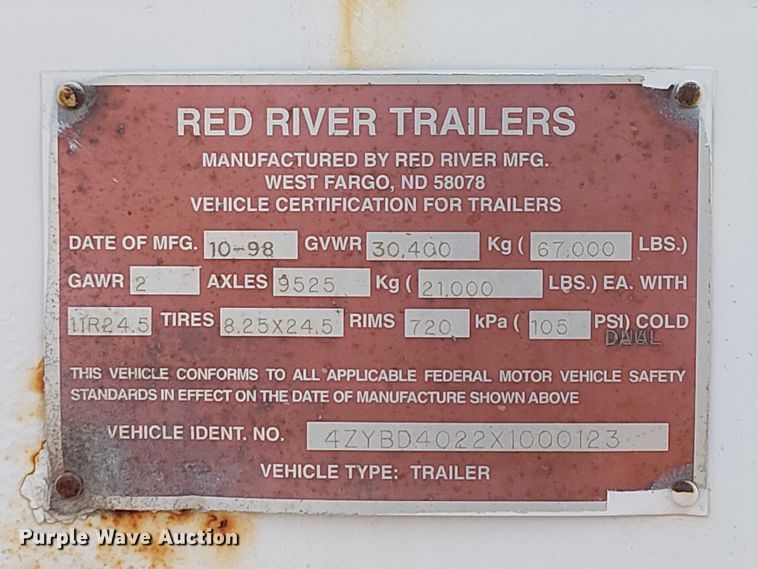 RED RIVER TRAILERS
MANUFACTURED BY RED RIVER MFG.
WEST FARGO, ND 58078
VEHICLE CERTIFICATION FOR TRAILERS
DATE OF MFG. 10-98 GVWR 30,400 Kg ( 67,000 LBS.)
GAWR 2 AXLES 9525 Kg ( 21,000 LBS.) EA. WITH
11R24.5 TIRES 8.25X24.5 RIMS 720 kPa ( 105 PSI) COLD
DUAL
THIS VEHICLE CONFORMS TO ALL APPLICABLE FEDERAL MOTOR VEHICLE SAFETY
STANDARDS IN EFFECT ON THE DATE OF MANUFACTURE SHOWN ABOVE
VEHICLE IDENT. NO. 4ZYBD4022X1000123
VEHICLE TYPE: TRAILER
Purple Wave Auction